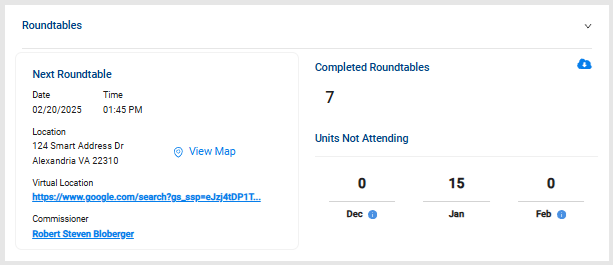 Roundtables
Next Roundtable
Date Time
02/20/2025 01:45 PM
Location
124 Smart Address Dr
Alexandria VA 22310
View Map
Virtual Location
https://www.google.com/search?gs_ssp=eJzj4tDP1T...
Commissioner
Robert Steven Bloberger
Completed Roundtables
7
Units Not Attending
0 15 0
Dec Jan Feb